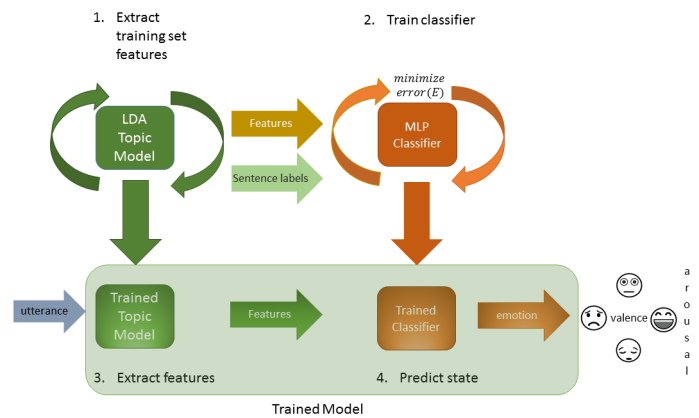 1. Extract
training set
features
2. Train classifier
minimize
error(E)
LDA
Topic
Model
Features
MLP
Classifier
Sentence labels
utterance
Trained
Topic
Model
Features
Trained
Classifier
emotion
valence
arousal
3. Extract features
4. Predict state
Trained Model